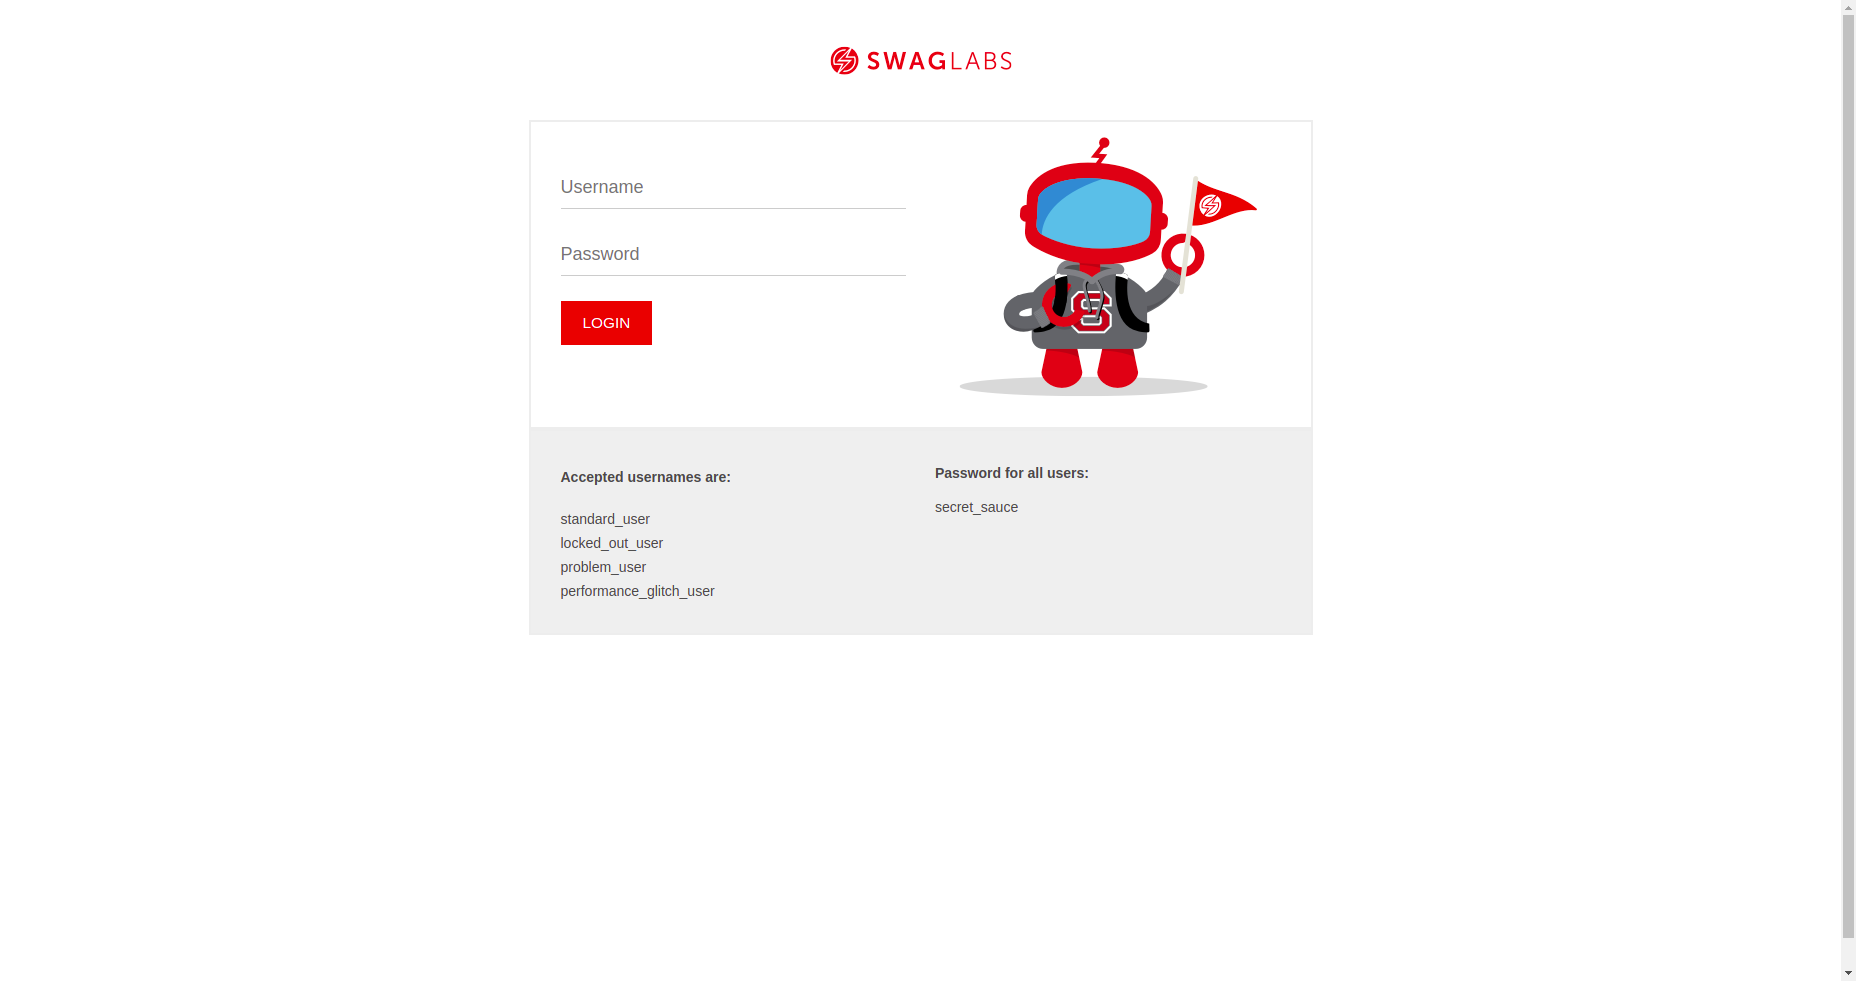 SWAGLABS
Username
Password
LOGIN
Accepted usernames are:
standard_user
locked_out_user
problem_user
performance_glitch_user
Password for all users:
secret_sauce